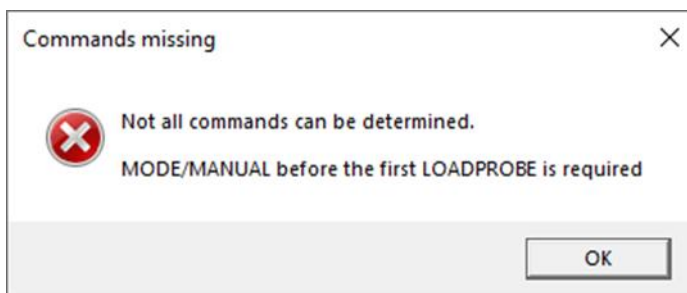 Commands missing
Not all commands can be determined.
MODE/MANUAL before the first LOADPROBE is required
OK